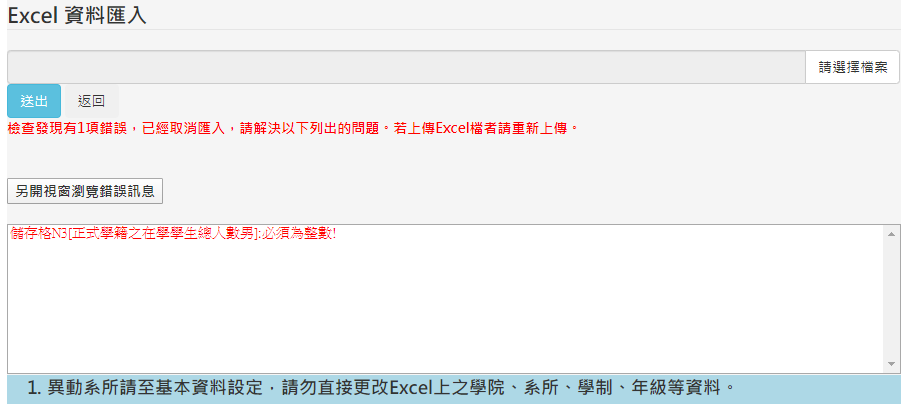 Excel 資料匯入
請選擇檔案
送出 返回
檢查發現有1項錯誤，已經取消匯入，請解決以下列出的問題。若上傳Excel檔者請重新上傳。
另開視窗瀏覽錯誤訊息
儲存格N3[正式學籍之在學學生總人數男]:必須為整數!
1. 異動系所請至基本資料設定，請勿直接更改Excel上之學院、系所、學制、年級等資料。